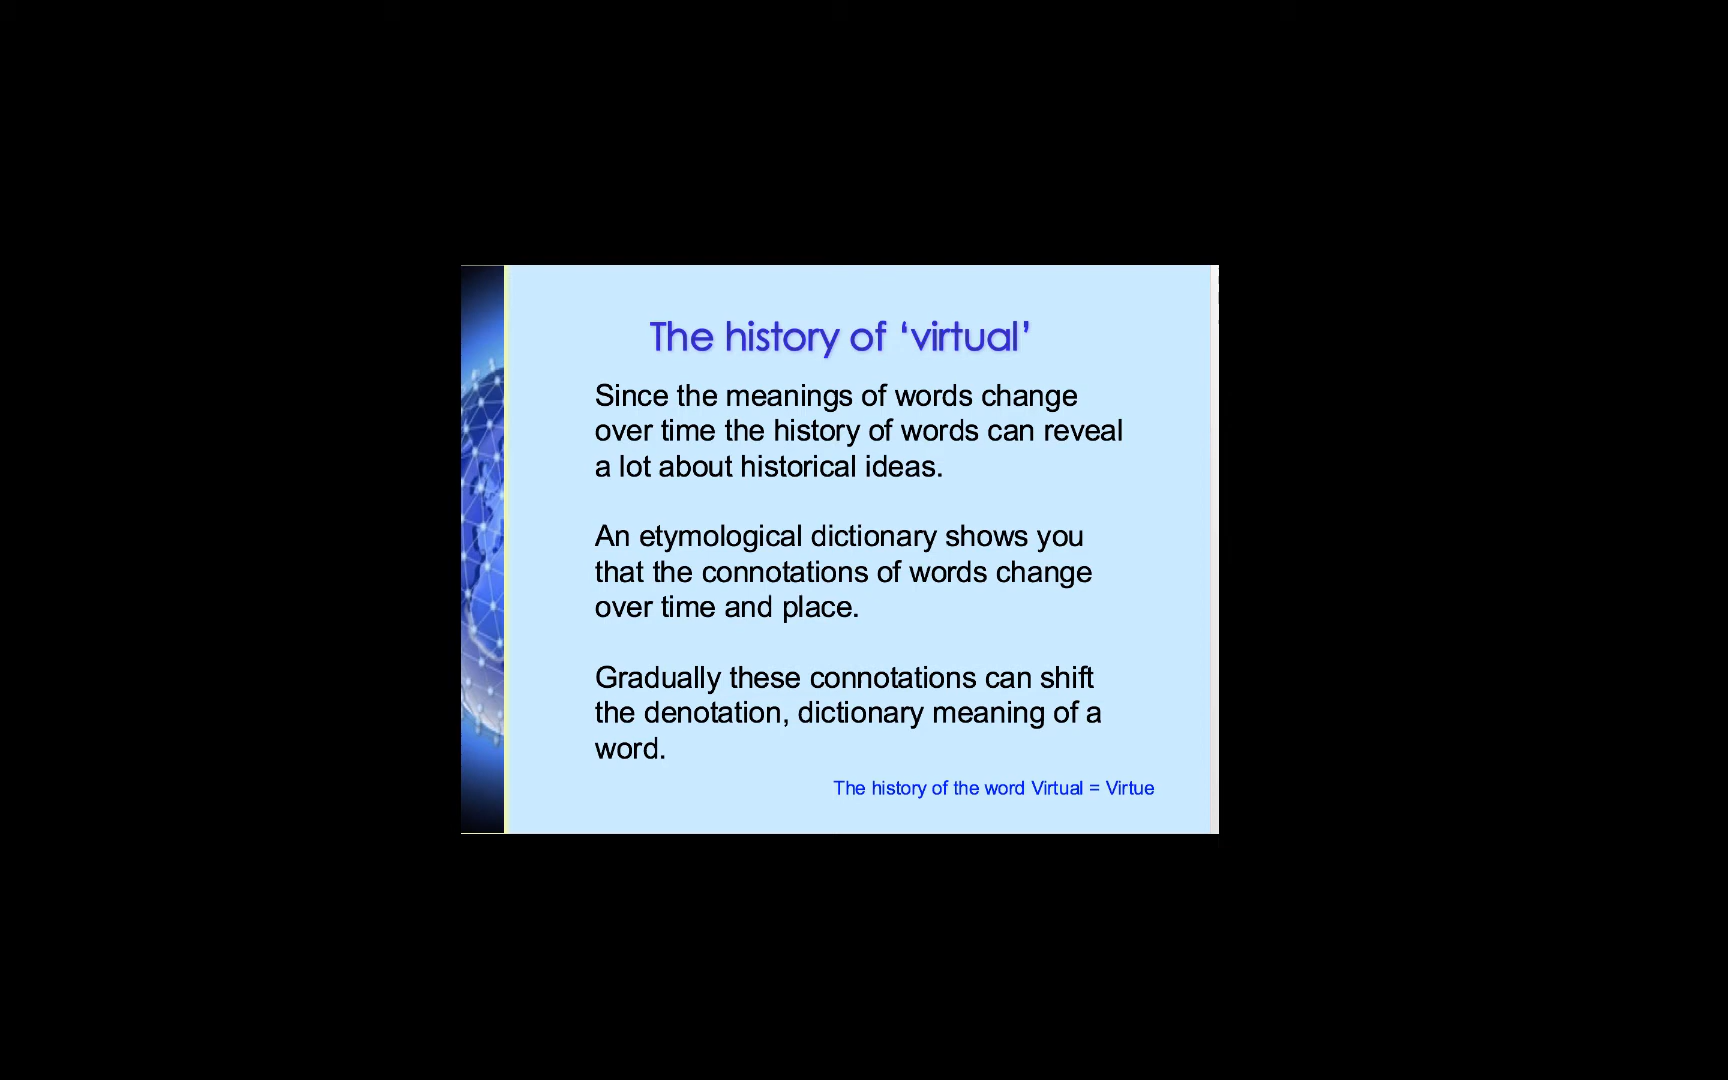 The history of ‘virtual’
Since the meanings of words change
over time the history of words can reveal
a lot about historical ideas.
An etymological dictionary shows you
that the connotations of words change
over time and place.
Gradually these connotations can shift
the denotation, dictionary meaning of a
word.
The history of the word Virtual = Virtue